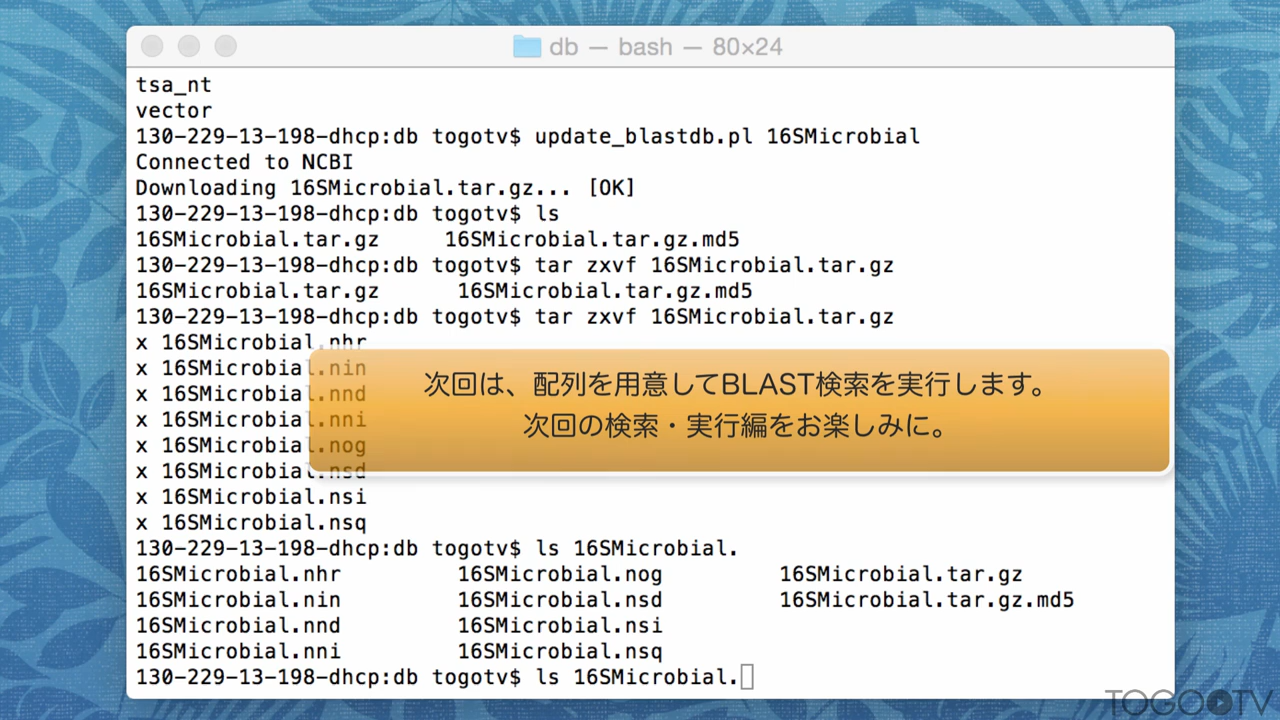 db — bash — 80×24
tsa_nt
vector
130-229-13-198-dhcp:db togotv$ update_blastdb.pl 16SMicrobial
Connected to NCBI
Downloading 16SMicrobial.tar.gz... [OK]
130-229-13-198-dhcp:db togotv$ ls
16SMicrobial.tar.gz 16SMicrobial.tar.gz.md5
130-229-13-198-dhcp:db togotv$ tar zxvf 16SMicrobial.tar.gz
16SMicrobial.tar.gz 16SMicrobial.tar.gz.md5
130-229-13-198-dhcp:db togotv$ tar zxvf 16SMicrobial.tar.gz
x 16SMicrobial.nhr
x 16SMicrobial.nin
x 16SMicrobial.nnd
x 16SMicrobial.nni
x 16SMicrobial.nog
x 16SMicrobial.nsd
x 16SMicrobial.nsi
x 16SMicrobial.nsq
次回は、配列を用意してBLAST検索を実行します。
次回の検索・実行編をお楽しみに。
130-229-13-198-dhcp:db togotv$ ls 16SMicrobial.
16SMicrobial.nhr 16SMicrobial.nog 16SMicrobial.tar.gz
16SMicrobial.nin 16SMicrobial.nsd 16SMicrobial.tar.gz.md5
16SMicrobial.nnd 16SMicrobial.nsi
16SMicrobial.nni 16SMicrobial.nsq
130-229-13-198-dhcp:db togotv$ ls 16SMicrobial.
TOGOTV